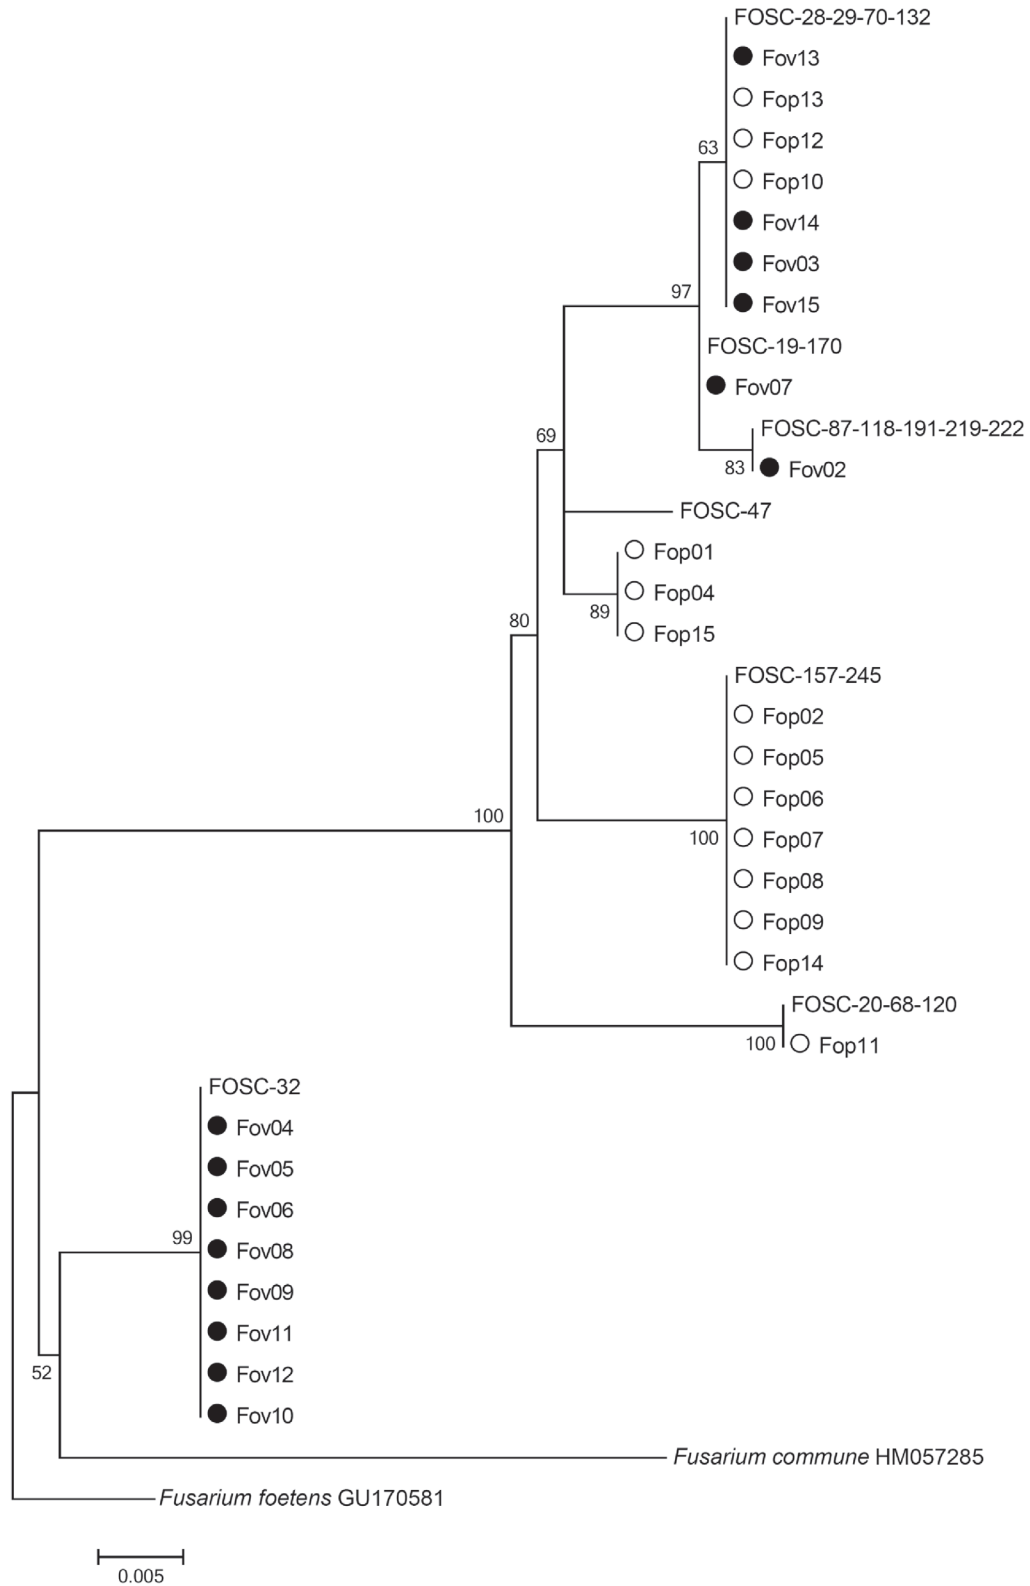 FOSC-28-29-70-132
Fov13
Fop13
Fop12
63
Fop10
Fov14
Fov03
97
Fov15
FOSC-19-170
Fov07
FOSC-87-118-191-219-222
69
83
Fov02
FOSC-47
Fop01
Fop04
89
80
Fop15
FOSC-157-245
Fop02
Fop05
Fop06
100
100
Fop07
Fop08
Fop09
Fop14
FOSC-20-68-120
100
Fop11
FOSC-32
Fov04
Fov05
Fov06
99
Fov08
Fov09
Fov11
52
Fov12
Fov10
Fusarium commune HM057285
Fusarium foetens GU170581
0.005